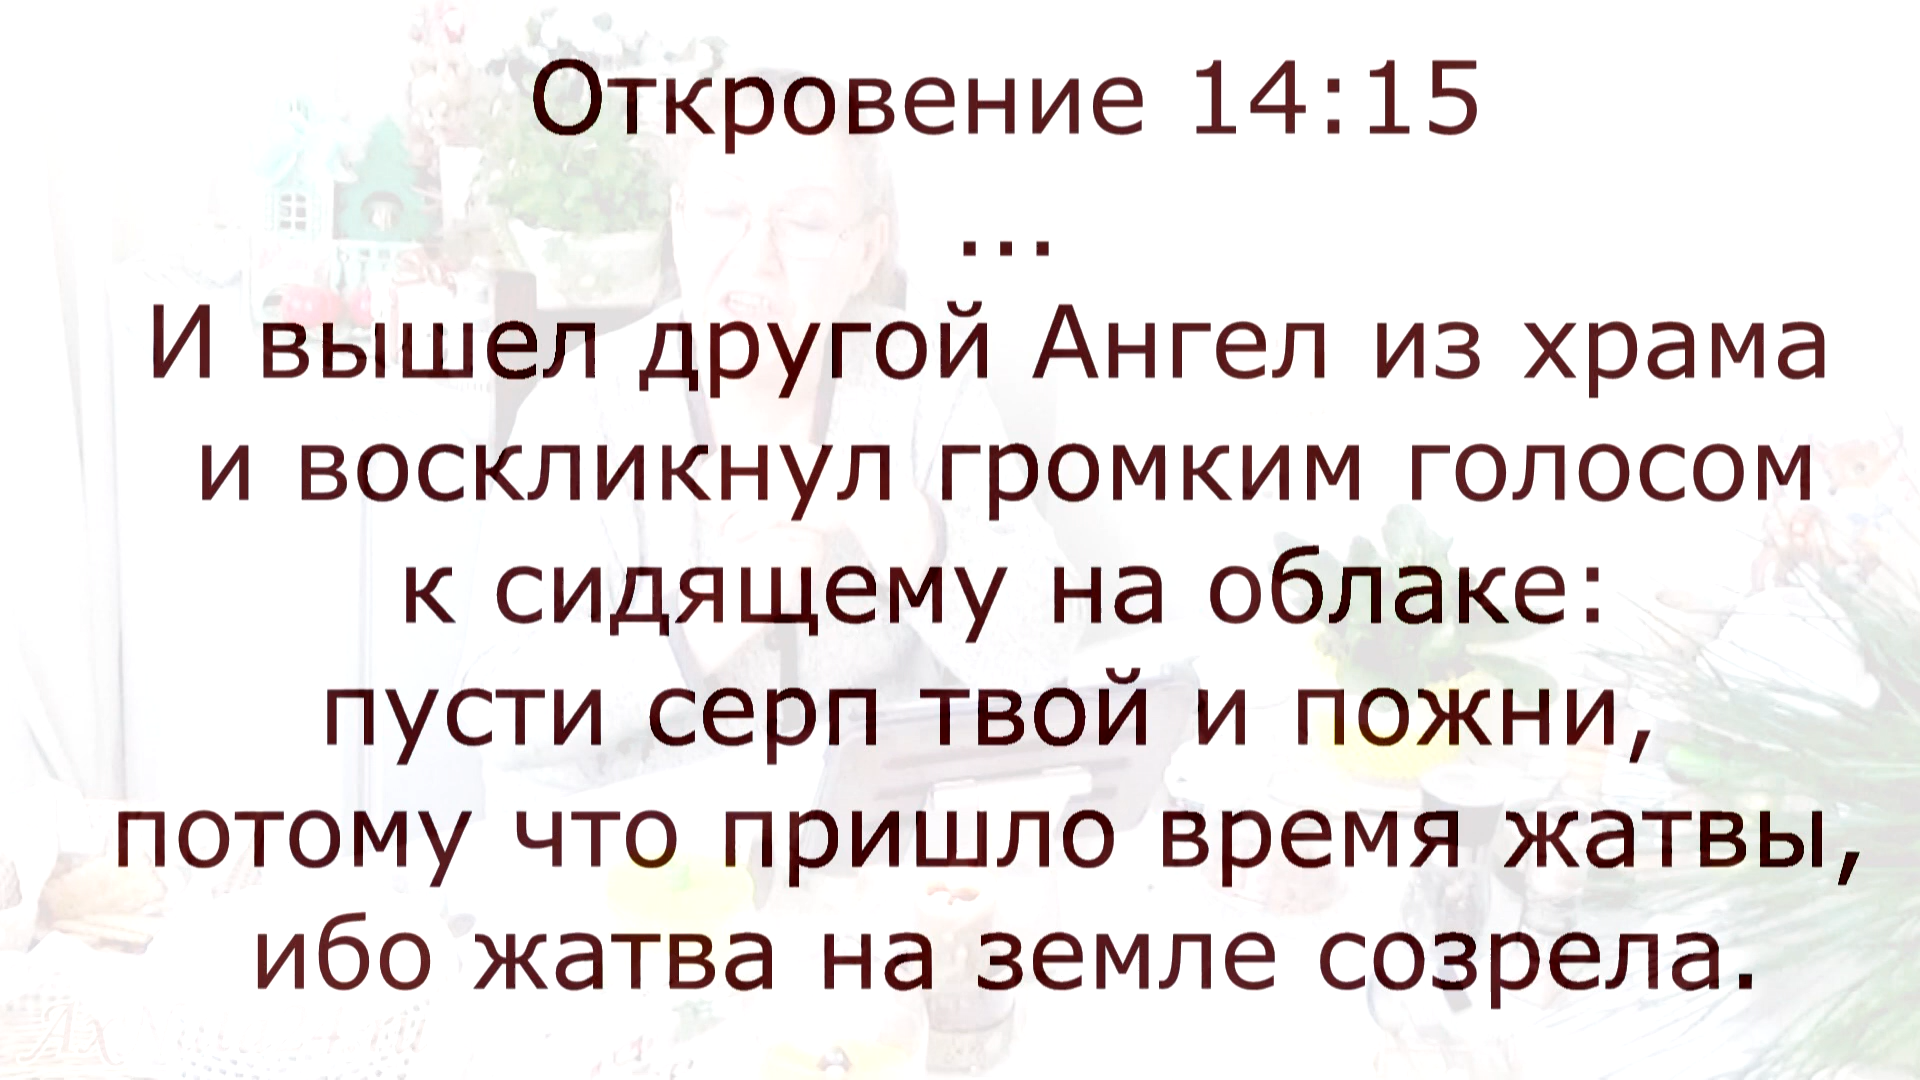 Откровение 14:15
...
И вышел другой Ангел из храма
и воскликнул громким голосом
к сидящему на облаке:
пусти серп твой и пожни,
потому что пришло время жатвы,
ибо жатва на земле созрела.